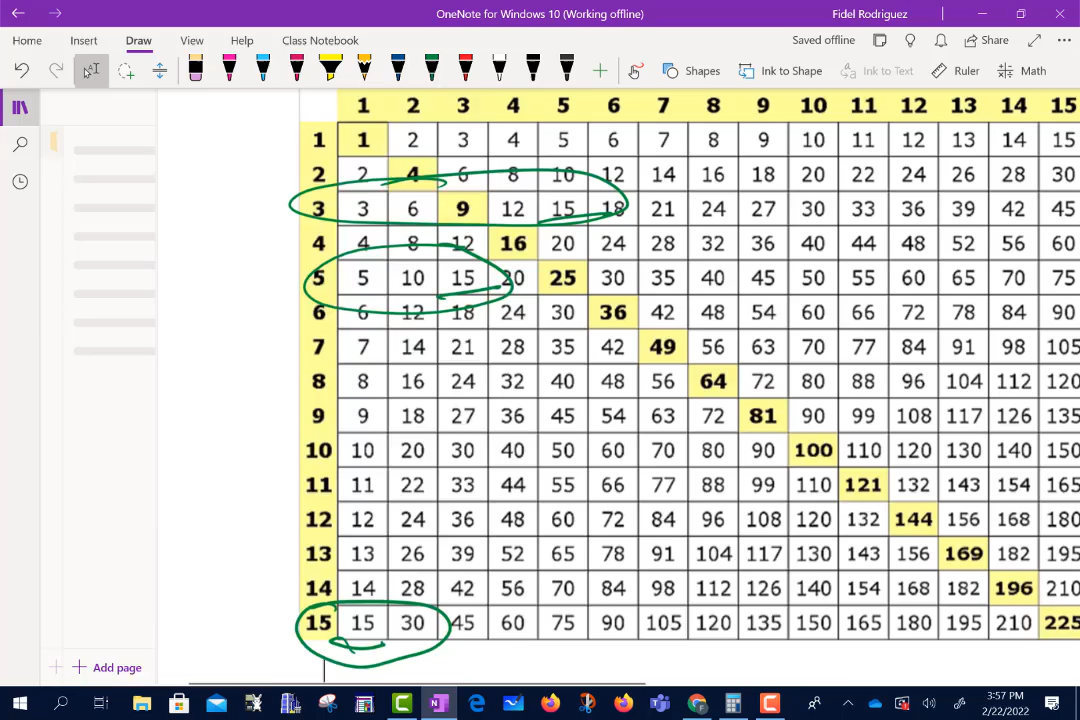 OneNote for Windows 10 (Working offline) Fidel Rodriguez
Home Insert Draw View Help Class Notebook Saved offline Share
Shapes Ink to Shape Ink to Text Ruler Math
1 2 3 4 5 6 7 8 9 10 11 12 13 14 15
1 1 2 3 4 5 6 7 8 9 10 11 12 13 14 15
2 2 4 6 8 10 12 14 16 18 20 22 24 26 28 30
3 3 6 9 12 15 18 21 24 27 30 33 36 39 42 45
4 4 8 12 16 20 24 28 32 36 40 44 48 52 56 60
5 5 10 15 20 25 30 35 40 45 50 55 60 65 70 75
6 6 12 18 24 30 36 42 48 54 60 66 72 78 84 90
7 7 14 21 28 35 42 49 56 63 70 77 84 91 98 105
8 8 16 24 32 40 48 56 64 72 80 88 96 104 112 120
9 9 18 27 36 45 54 63 72 81 90 99 108 117 126 135
10 10 20 30 40 50 60 70 80 90 100 110 120 130 140 150
11 11 22 33 44 55 66 77 88 99 110 121 132 143 154 165
12 12 24 36 48 60 72 84 96 108 120 132 144 156 168 180
13 13 26 39 52 65 78 91 104 117 130 143 156 169 182 195
14 14 28 42 56 70 84 98 112 126 140 154 168 182 196 210
15 15 30 45 60 75 90 105 120 135 150 165 180 195 210 225
Add page
3:57 PM
2/22/2022